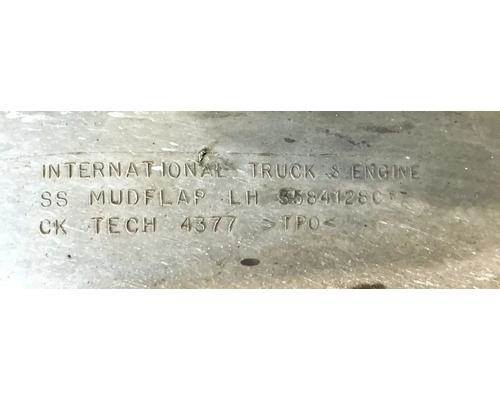 INTERNATIONAL TRUCK & ENGINE
SS MUDFLAP LH
CK TECH 4377 >TPO<